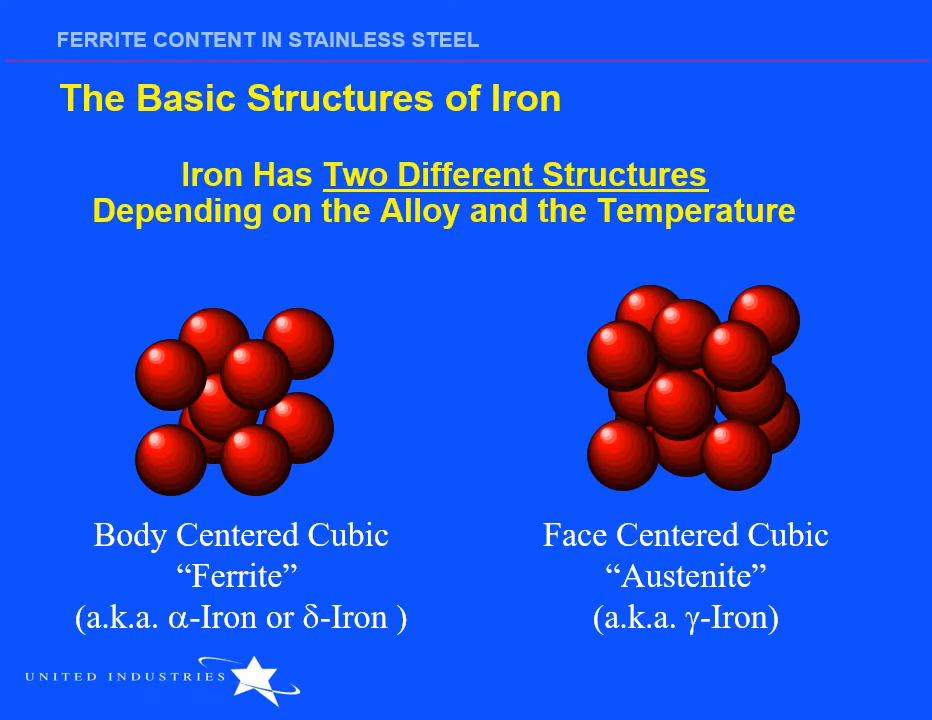 FERRITE CONTENT IN STAINLESS STEEL
The Basic Structures of Iron
Iron Has Two Different Structures
Depending on the Alloy and the Temperature
Body Centered Cubic
“Ferrite”
(a.k.a. α-Iron or δ-Iron )
Face Centered Cubic
“Austenite”
(a.k.a. γ-Iron)
UNITED INDUSTRIES